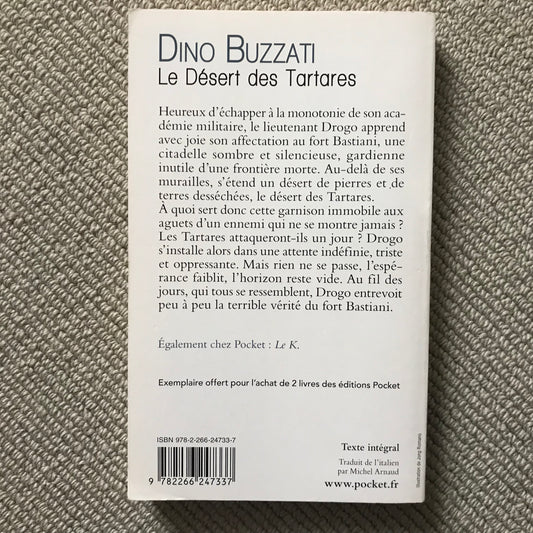 DINO BUZZATI
Le Désert des Tartares
Heureux d'échapper à la monotonie de son aca-
démie militaire, le lieutenant Drogo apprend
avec joie son affectation au fort Bastiani, une
citadelle sombre et silencieuse, gardienne
inutile d'une frontière morte. Au-delà de ses
murailles, s'étend un désert de pierres et de
terres desséchées, le désert des Tartares.
À quoi sert donc cette garnison immobile aux
aguets d'un ennemi qui ne se montre jamais ?
Les Tartares attaqueront-ils un jour ? Drogo
s'installe alors dans une attente indéfinie, triste
et oppressante. Mais rien ne se passe, l'espé-
rance faiblit, l'horizon reste vide. Au fil des
jours, qui tous se ressemblent, Drogo entrevoit
peu à peu la terrible vérité du fort Bastiani.
Également chez Pocket : Le K.
Exemplaire offert pour l'achat de 2 livres des éditions Pocket
ISBN 978-2-266-24733-7
9 782266 247337
Texte intégral
Traduit de l'italien
par Michel Arnaud
www.pocket.fr
Illustration de Jorg Romans